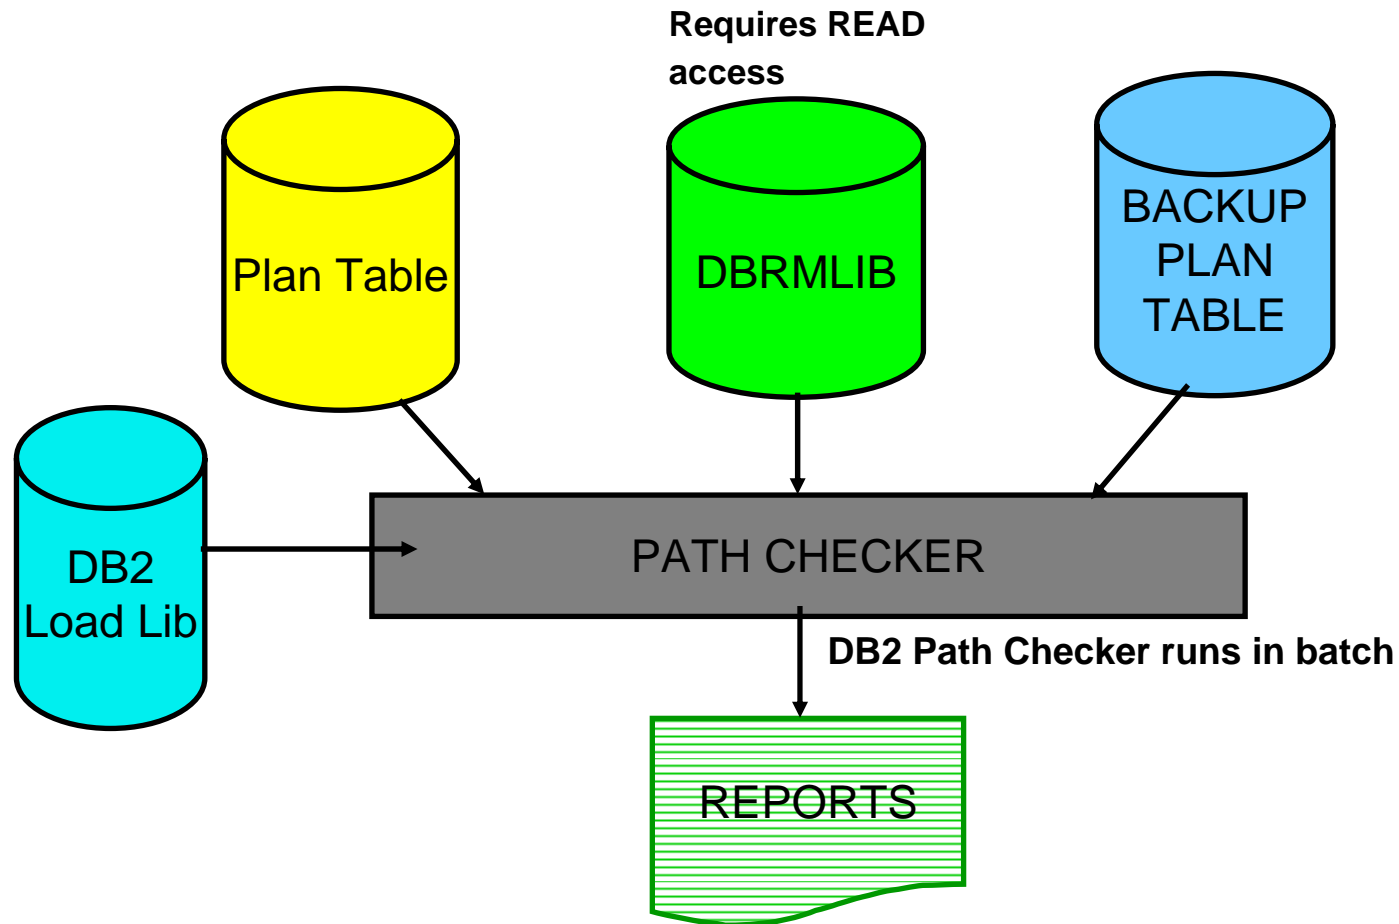 Requires READ
access
Plan Table
DBRMLIB
BACKUP
PLAN
TABLE
DB2
Load Lib
PATH CHECKER
DB2 Path Checker runs in batch
REPORTS